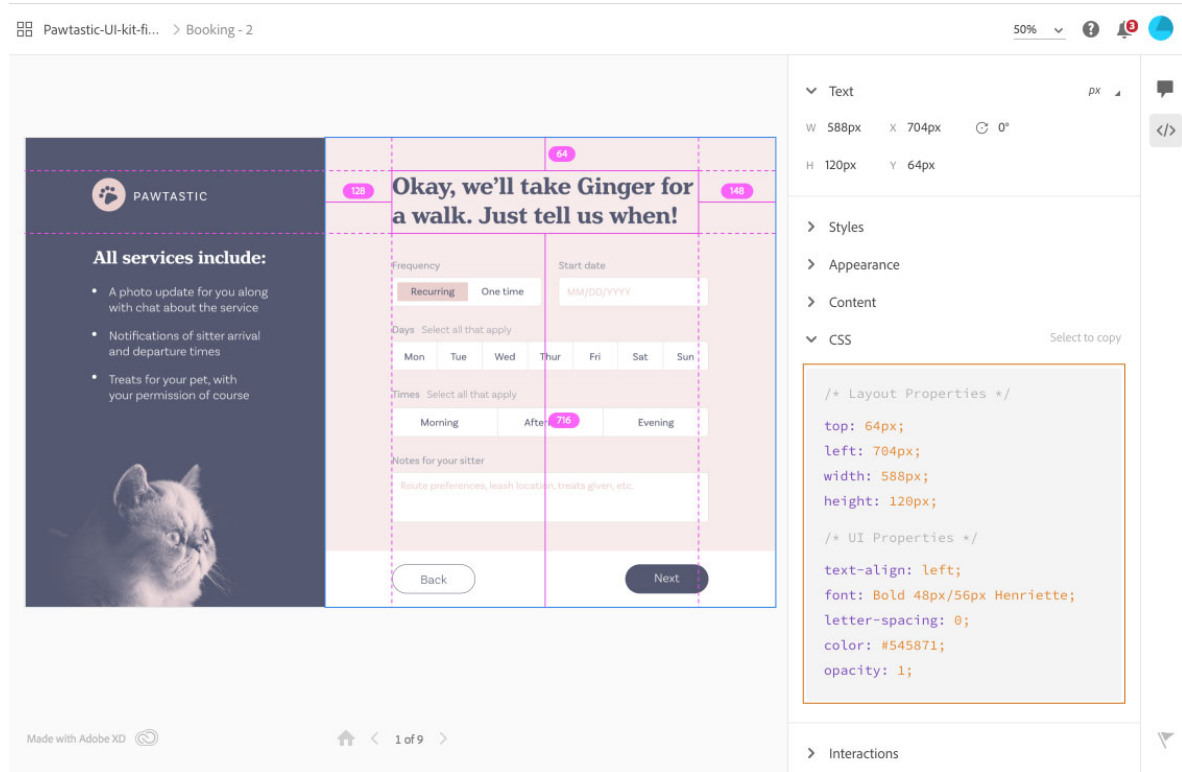 Pawtastic-UI-kit-fi... > Booking - 2
50%
3
64
128
148
716
PAWTASTIC
All services include:
• A photo update for you along
with chat about the service
• Notifications of sitter arrival
and departure times
• Treats for your pet, with
your permission of course
Okay, we'll take Ginger for
a walk. Just tell us when!
Frequency Start date
Recurring One time MM/DD/YYYY
Days Select all that apply
Mon Tue Wed Thur Fri Sat Sun
Times Select all that apply
Morning After Evening
Notes for your sitter
Route preferences, leash location, treats given, etc.
Back Next
Made with Adobe XD
1 of 9
Text px
W 588px X 704px 0°
H 120px Y 64px
Styles
Appearance
Content
CSS Select to copy
/* Layout Properties */
top: 64px;
left: 704px;
width: 588px;
height: 120px;
/* UI Properties */
text-align: left;
font: Bold 48px/56px Henriette;
letter-spacing: 0;
color: #545871;
opacity: 1;
Interactions